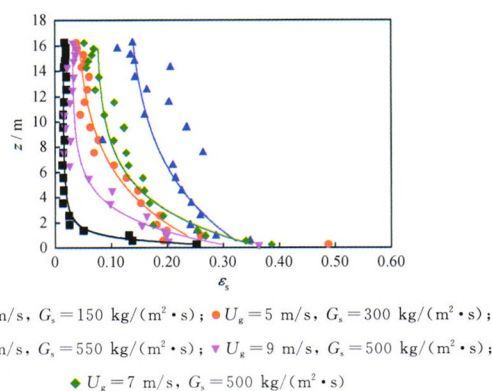 18
16
14
12
10
8
6
4
2
0
z/m
0 0.10 0.20 0.30 0.40 0.50 0.60
εs
m/s, Gs=150 kg/(m²•s); ● Ug=5 m/s, Gs=300 kg/(m²•s);
m/s, Gs=550 kg/(m²•s); ▼ Ug=9 m/s, Gs=500 kg/(m²•s);
◆ Ug=7 m/s, Gs=500 kg/(m²•s)